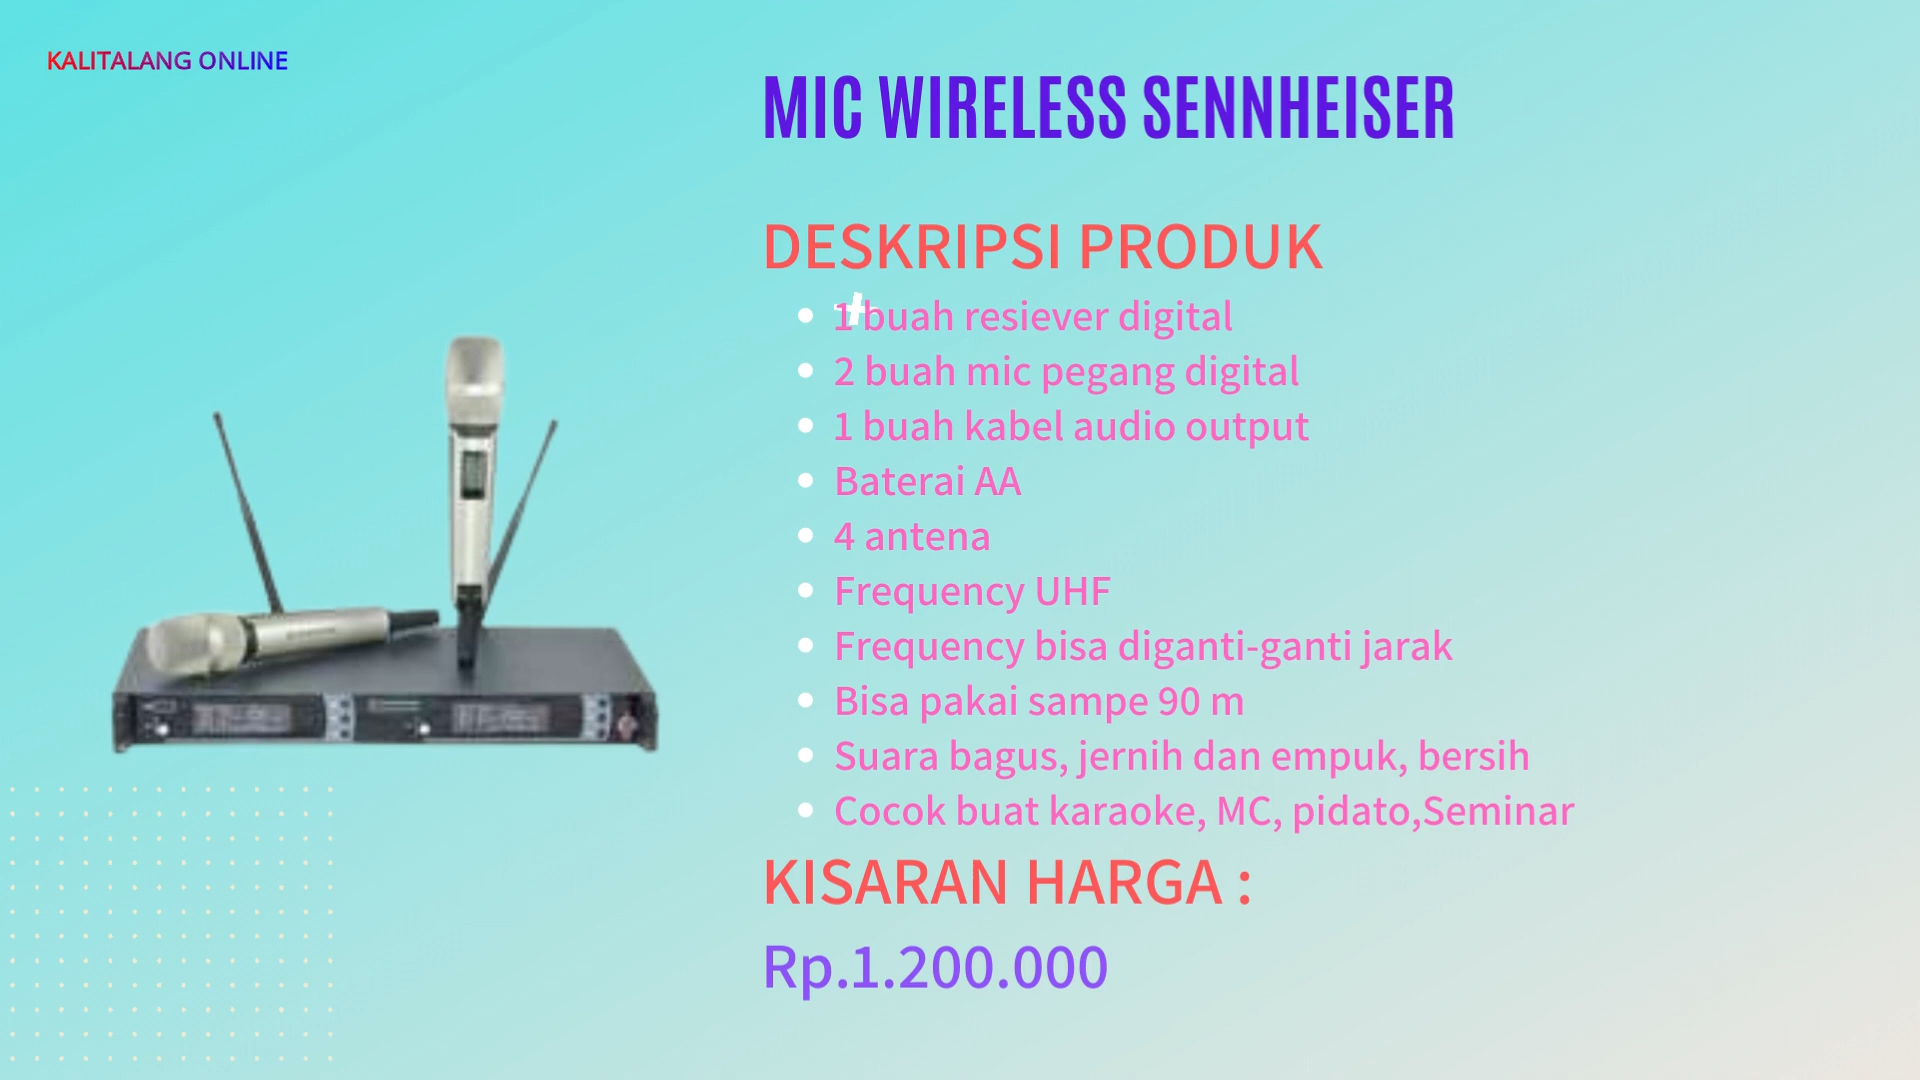 KALITALANG ONLINE
MIC WIRELESS SENNHEISER
DESKRIPSI PRODUK
1 buah resiever digital
2 buah mic pegang digital
1 buah kabel audio output
Baterai AA
4 antena
Frequency UHF
Frequency bisa diganti-ganti jarak
Bisa pakai sampe 90 m
Suara bagus, jernih dan empuk, bersih
Cocok buat karaoke, MC, pidato,Seminar
KISARAN HARGA :
Rp.1.200.000